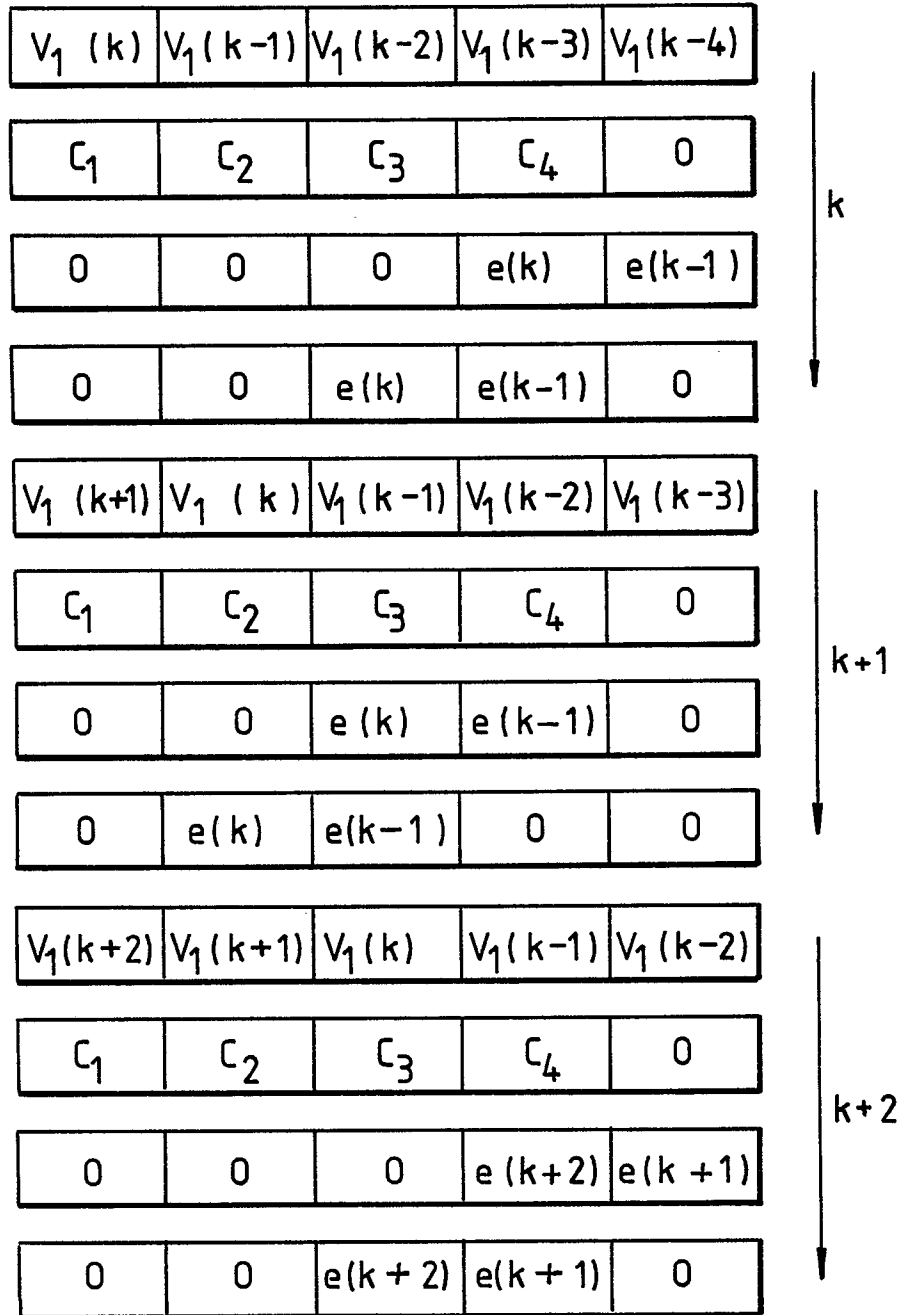 V₁ (k) V₁(k-1) V₁(k-2) V₁(k-3) V₁(k-4)
C₁ C₂ C₃ C₄ 0
k
0 0 0 e(k) e(k-1)
0 0 e(k) e(k-1) 0
V₁ (k+1) V₁ (k) V₁(k-1) V₁(k-2) V₁(k-3)
C₁ C₂ C₃ C₄ 0
k+1
0 0 e(k) e(k-1) 0
0 e(k) e(k-1) 0 0
V₁(k+2) V₁(k+1) V₁(k) V₁(k-1) V₁(k-2)
C₁ C₂ C₃ C₄ 0
k+2
0 0 0 e(k+2) e(k+1)
0 0 e(k+2) e(k+1) 0